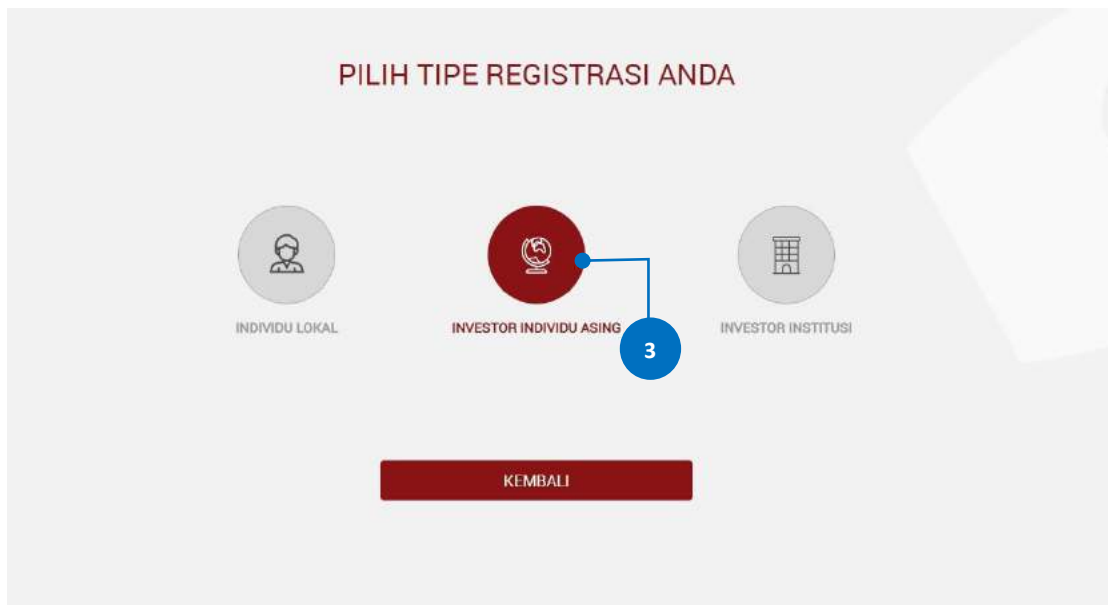 PILIH TIPE REGISTRASI ANDA
INDIVIDU LOKAL
INVESTOR INDIVIDU ASING
INVESTOR INSTITUSI
3
KEMBALI